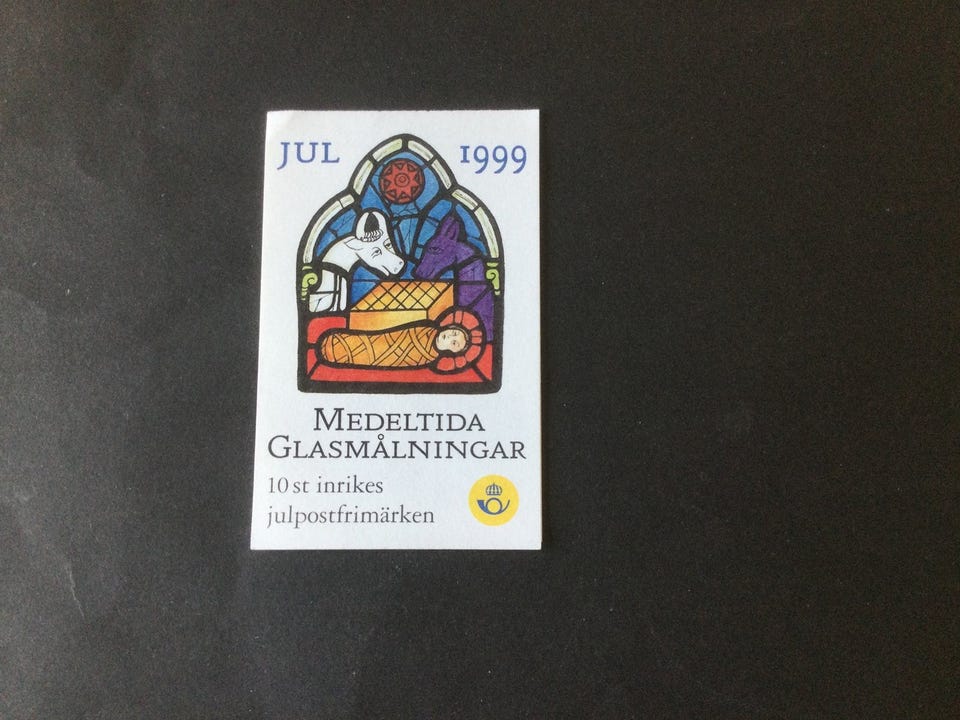 JUL 1999
MEDELTIDA
GLASMÅLNINGAR
10 st inrikes
julpostfrimärken